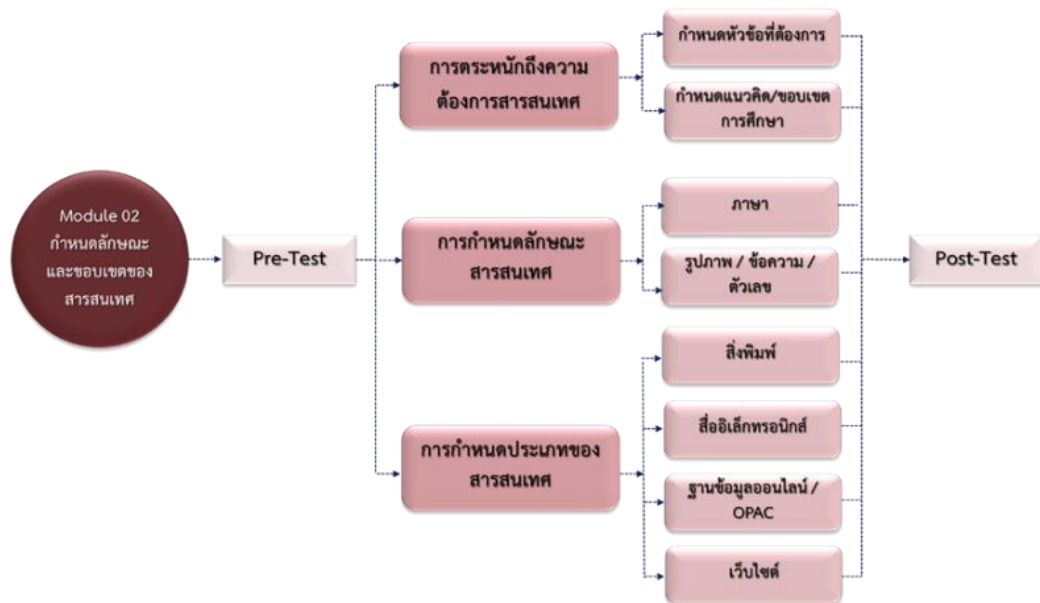 Module 02
กำหนดลักษณะ
และขอบเขตของ
สารสนเทศ
Pre-Test
การตระหนักถึงความ
ต้องการสารสนเทศ
กำหนดหัวข้อที่ต้องการ
กำหนดแนวคิด/ขอบเขต
การศึกษา
การกำหนดลักษณะ
สารสนเทศ
ภาษา
รูปภาพ / ข้อความ /
ตัวเลข
การกำหนดประเภทของ
สารสนเทศ
สิ่งพิมพ์
สื่ออิเล็กทรอนิกส์
ฐานข้อมูลออนไลน์ /
OPAC
เว็บไซต์
Post-Test